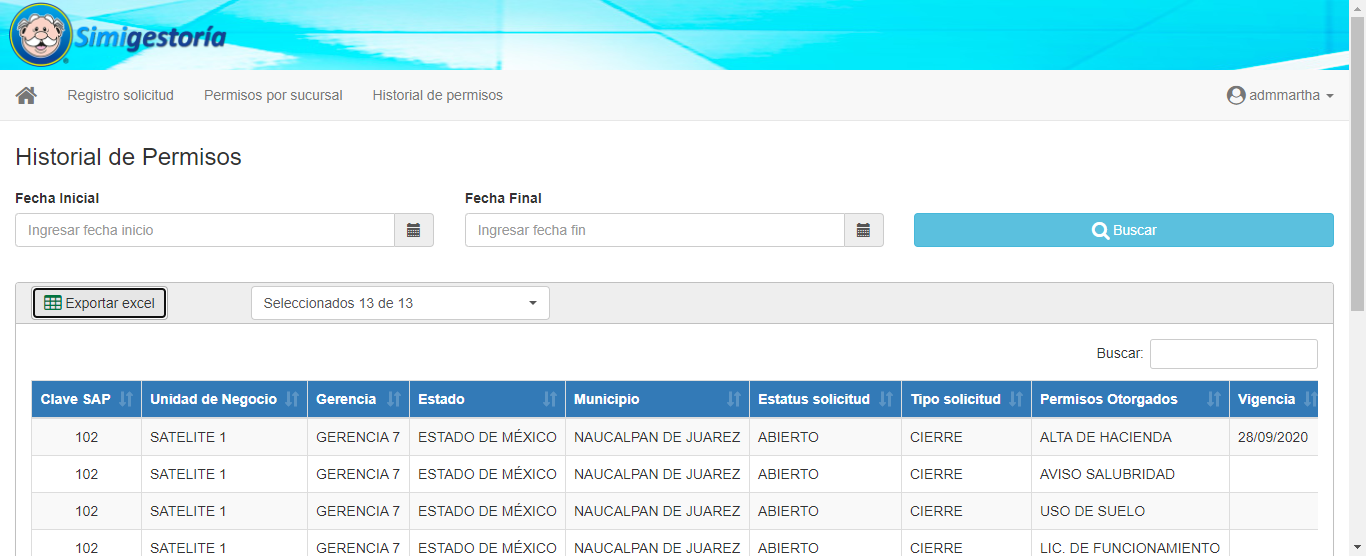 Simigestoría
Registro solicitud Permisos por sucursal Historial de permisos admmartha
Historial de Permisos
Fecha Inicial Fecha Final
Ingresar fecha inicio Ingresar fecha fin Buscar
Exportar excel Seleccionados 13 de 13
Buscar:
Clave SAP Unidad de Negocio Gerencia Estado Municipio Estatus solicitud Tipo solicitud Permisos Otorgados Vigencia
102 SATELITE 1 GERENCIA 7 ESTADO DE MÉXICO NAUCALPAN DE JUAREZ ABIERTO CIERRE ALTA DE HACIENDA 28/09/2020
102 SATELITE 1 GERENCIA 7 ESTADO DE MÉXICO NAUCALPAN DE JUAREZ ABIERTO CIERRE AVISO SALUBRIDAD
102 SATELITE 1 GERENCIA 7 ESTADO DE MÉXICO NAUCALPAN DE JUAREZ ABIERTO CIERRE USO DE SUELO
102 SATELITE 1 GERENCIA 7 ESTADO DE MÉXICO NAUCALPAN DE JUAREZ ABIERTO CIERRE LIC. DE FUNCIONAMIENTO